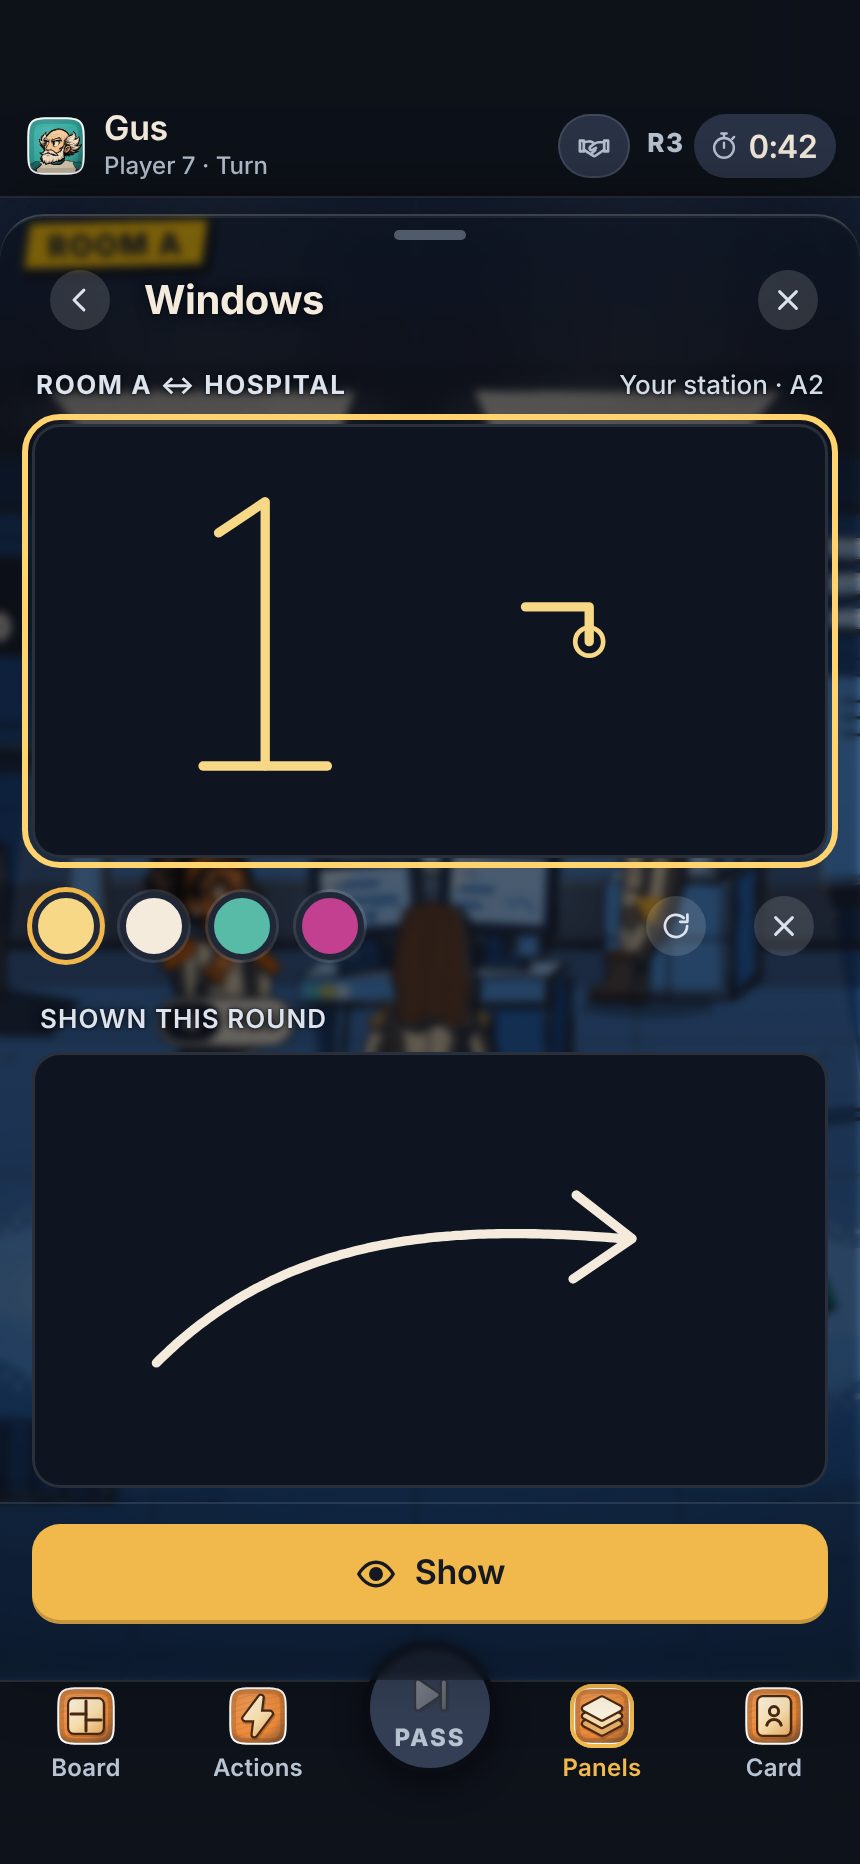 Gus
Player 7 · Turn
R3
0:42
ROOM A
Windows
ROOM A ↔ HOSPITAL
Your station · A2
1
SHOWN THIS ROUND
Show
Board
Actions
PASS
Panels
Card